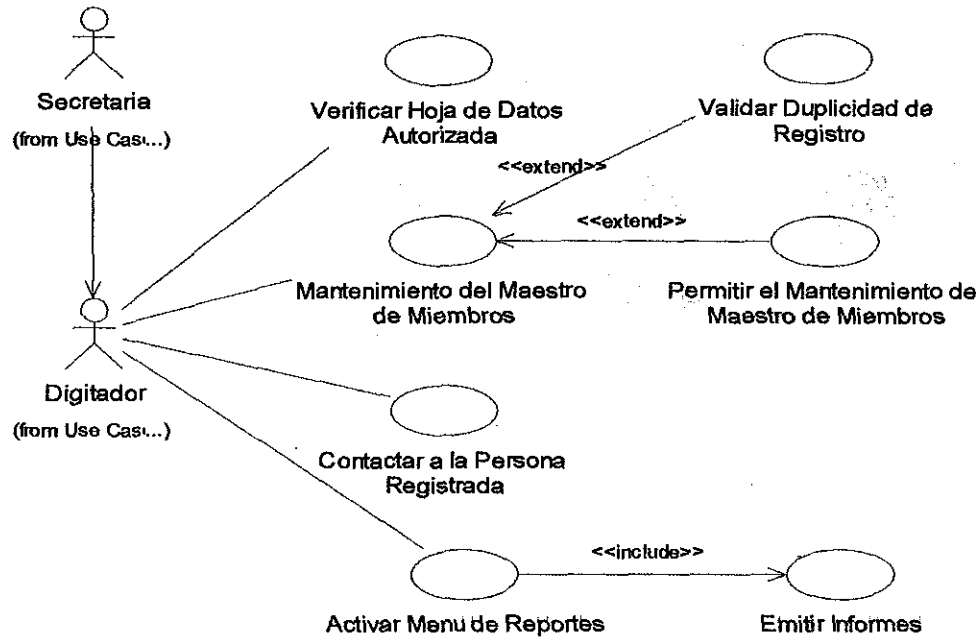 Secretaria
(from Use Cas...)
Verificar Hoja de Datos
Autorizada
Validar Duplicidad de
Registro
<<extend>>
<<extend>>
Mantenimiento del Maestro
de Miembros
Permitir el Mantenimiento de
Maestro de Miembros
Digitador
(from Use Cas...)
Contactar a la Persona
Registrada
<<include>>
Activar Menu de Reportes
Emitir Informes